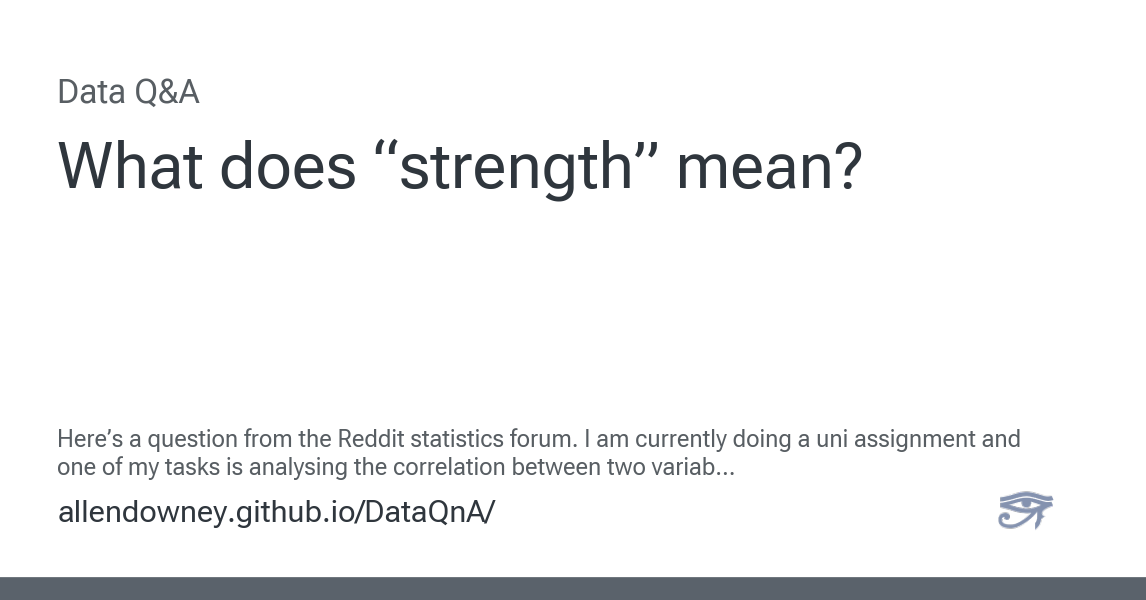 Data Q&A
What does “strength” mean?
Here’s a question from the Reddit statistics forum. I am currently doing a uni assignment and
one of my tasks is analysing the correlation between two variab...
allendowney.github.io/DataQnA/